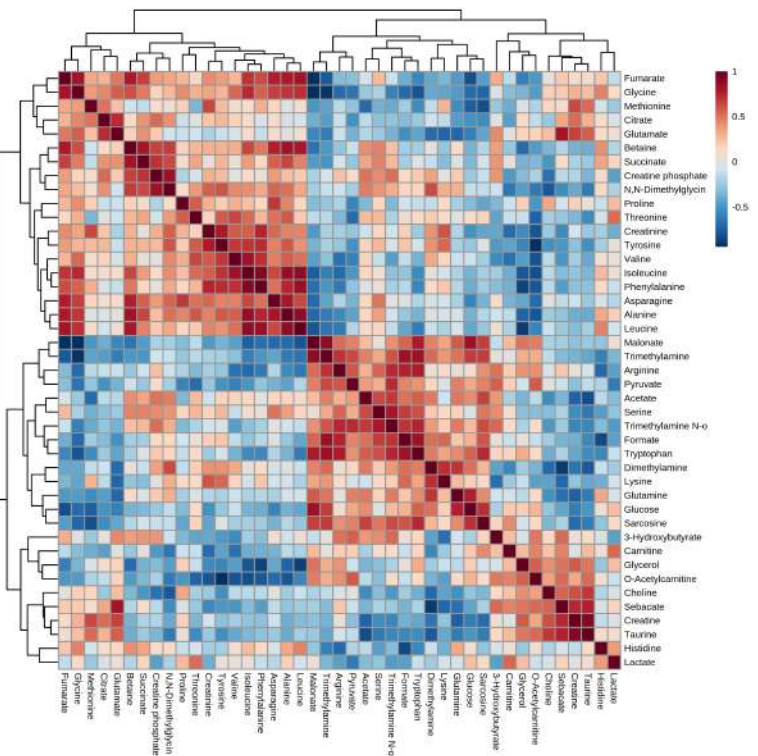 Fumarate
Glycine
Methionine
Citrate
Glutamate
Betaine
Succinate
Creatine phosphate
N,N-Dimethylglycin
Proline
Threonine
Creatinine
Tyrosine
Valine
Isoleucine
Phenylalanine
Asparagine
Alanine
Leucine
Malonate
Trimethylamine
Arginine
Pyruvate
Acetate
Serine
Trimethylamine N-o
Formate
Tryptophan
Dimethylamine
Lysine
Glutamine
Glucose
Sarcosine
3-Hydroxybutyrate
Carnitine
Glycerol
O-Acetylcarnitine
Choline
Sebacate
Creatine
Taurine
Histidine
Lactate
1
0.5
0
-0.5
Fumarate
Glycine
Methionine
Citrate
Glutamate
Betaine
Succinate
Creatine phosphate
N,N-Dimethylglycin
Proline
Threonine
Creatinine
Tyrosine
Valine
Isoleucine
Phenylalanine
Asparagine
Alanine
Leucine
Malonate
Trimethylamine
Arginine
Pyruvate
Acetate
Serine
Trimethylamine N-o
Formate
Tryptophan
Dimethylamine
Lysine
Glutamine
Glucose
Sarcosine
3-Hydroxybutyrate
Carnitine
Glycerol
O-Acetylcarnitine
Choline
Sebacate
Creatine
Taurine
Histidine
Lactate